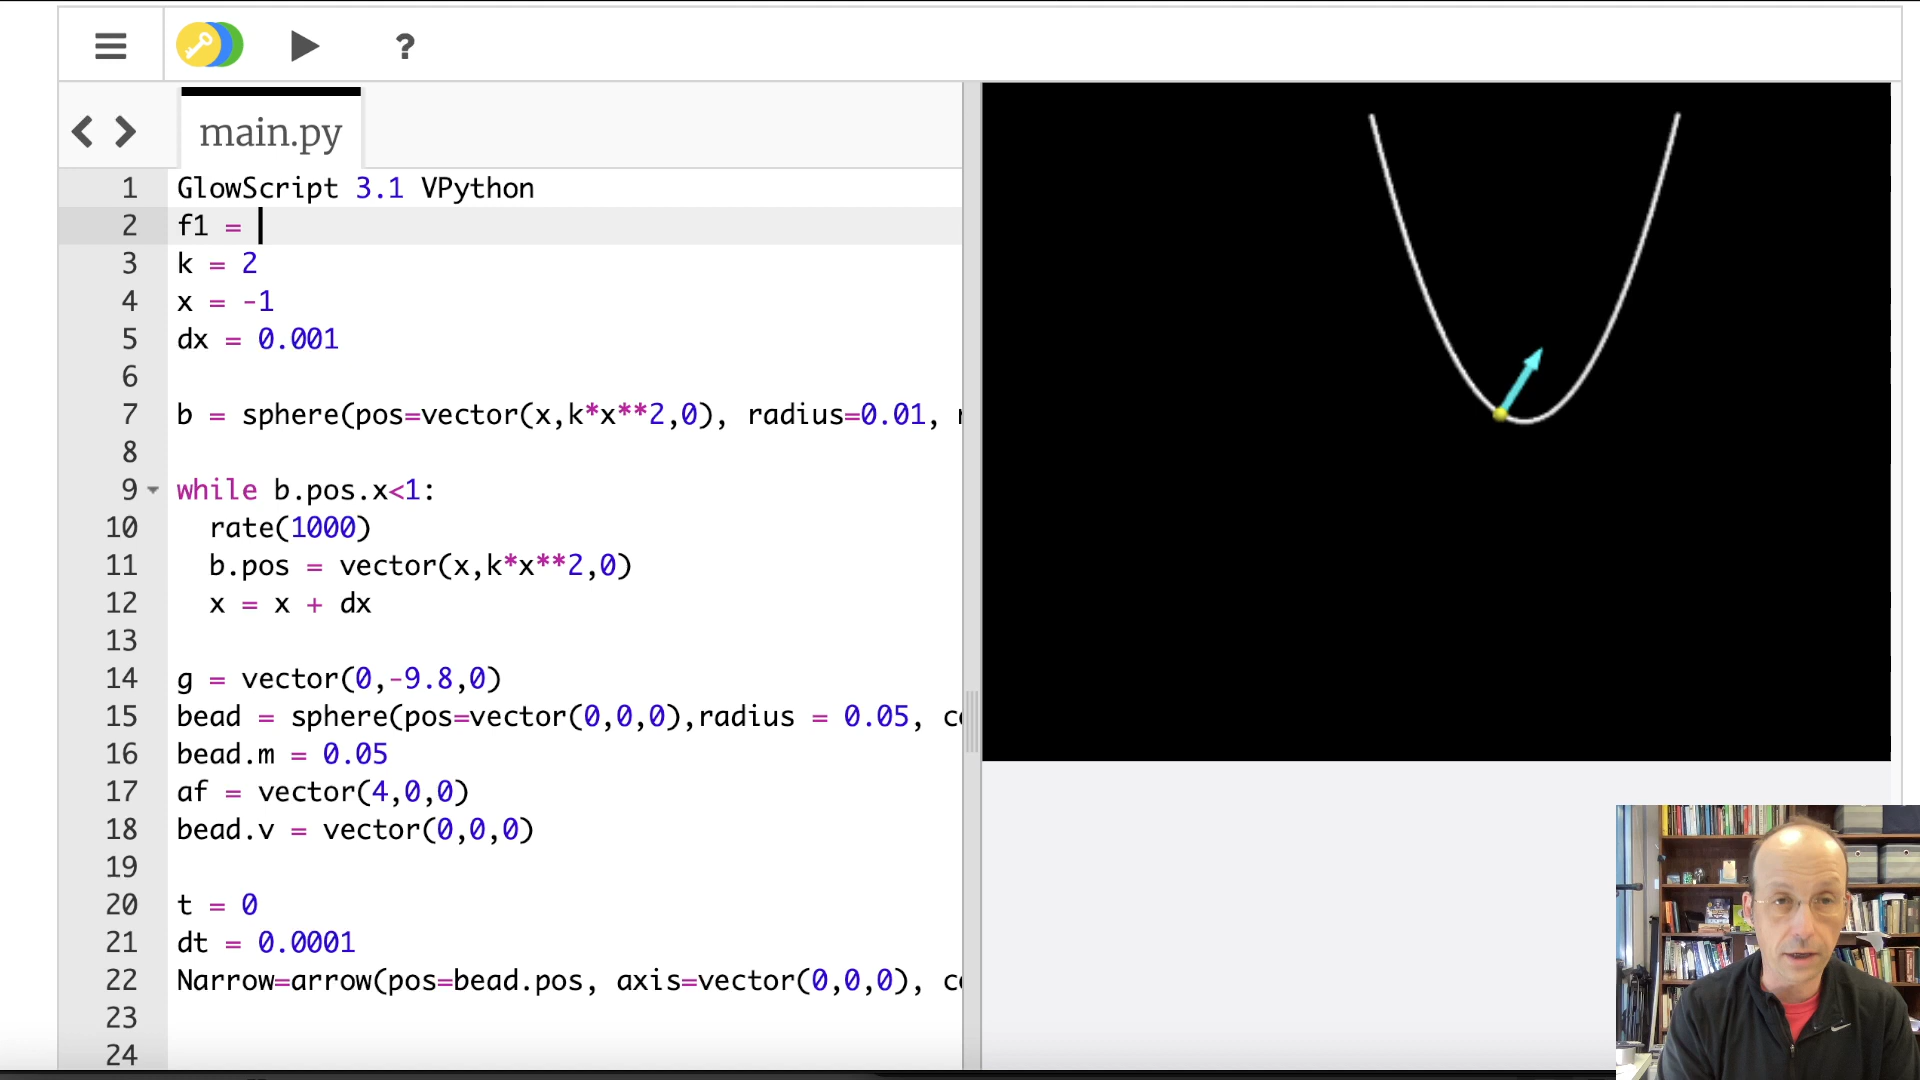 ?
main.py
1 GlowScript 3.1 VPython
2 f1 =
3 k = 2
4 x = -1
5 dx = 0.001
6
7 b = sphere(pos=vector(x,k*x**2,0), radius=0.01,
8
9 while b.pos.x<1:
10 rate(1000)
11 b.pos = vector(x,k*x**2,0)
12 x = x + dx
13
14 g = vector(0,-9.8,0)
15 bead = sphere(pos=vector(0,0,0),radius = 0.05, c
16 bead.m = 0.05
17 af = vector(4,0,0)
18 bead.v = vector(0,0,0)
19
20 t = 0
21 dt = 0.0001
22 Narrow=arrow(pos=bead.pos, axis=vector(0,0,0), c
23
24